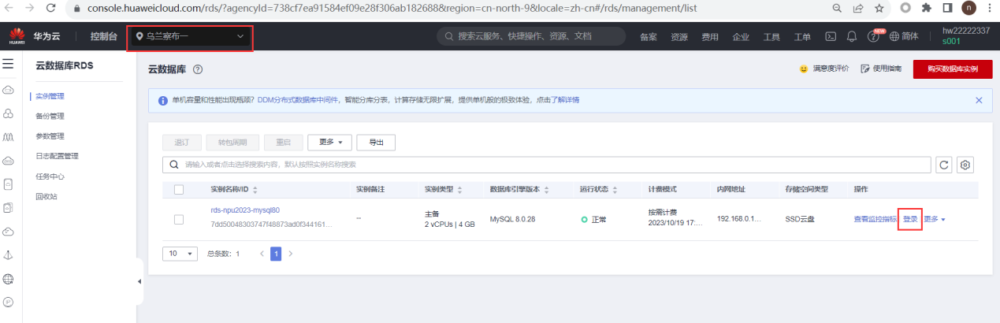 console.huaweicloud.com/rds/?agencyId=738cf7ea91584ef09e28f306ab182688&region=cn-north-9&locale=zh-cn#/rds/management/list
n
HUAWEI 华为云 控制台 乌兰察布一 搜索云服务、快捷操作、资源、文档 备案 资源 费用 企业 工具 工单 NEW 简体 hw22222337
s001
云数据库RDS
实例管理
备份管理
参数管理
日志配置管理
任务中心
回收站
云数据库 满意度评价 使用指南 购买数据库实例
单机容量和性能出现瓶颈？DDM分布式数据库中间件，智能分库分表，计算存储无限扩展，提供单机般的极致体验，点击了解详情
退订 转包周期 重启 更多 导出
请输入或者点击选择搜索内容，默认按照实例名称搜索
实例名称/ID 实例备注 实例类型 数据库引擎版本 运行状态 计费模式 内网地址 存储空间类型 操作
rds-npu2023-mysql80
7dd50048303747f48873ad0f344161...
--
主备
2 vCPUs | 4 GB
MySQL 8.0.28
正常
按需计费
2023/10/19 17:...
192.168.0.1...
SSD云盘
查看监控指标 登录 更多
10 总条数：1 1